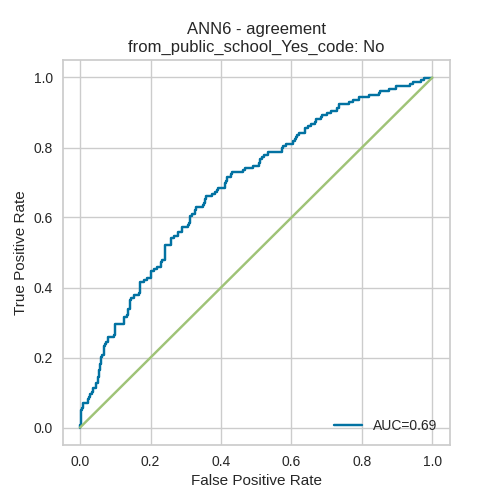 ANN6 - agreement
from_public_school_Yes_code: No
True Positive Rate
1.0
0.8
0.6
0.4
0.2
0.0
AUC=0.69
0.0 0.2 0.4 0.6 0.8 1.0
False Positive Rate